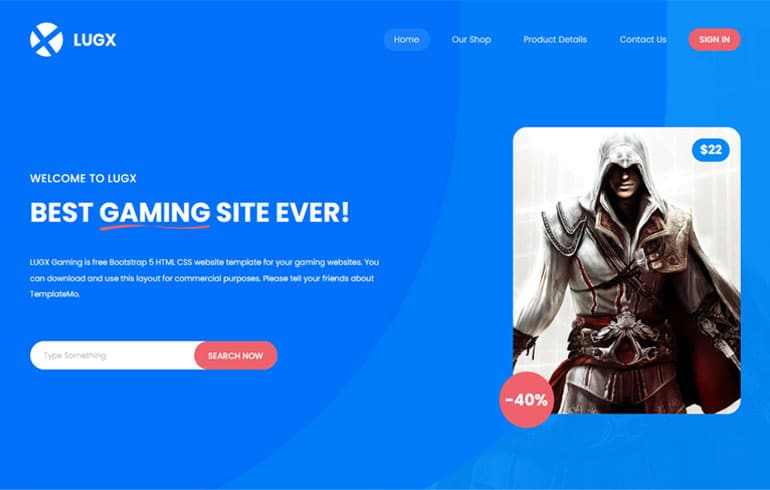 LUGX
Home
Our Shop
Product Details
Contact Us
SIGN IN
WELCOME TO LUGX
BEST GAMING SITE EVER!
LUGX Gaming is free Bootstrap 5 HTML CSS website template for your gaming websites. You
can download and use this layout for commercial purposes. Please tell your friends about
TemplateMo.
Type Something
SEARCH NOW
$22
-40%